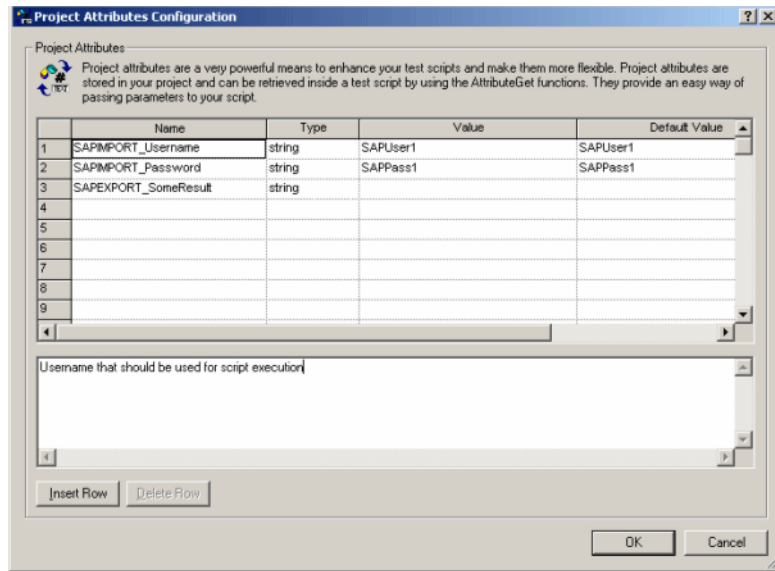 Project Attributes Configuration
Project Attributes
Project attributes are a very powerful means to enhance your test scripts and make them more flexible. Project attributes are
stored in your project and can be retrieved inside a test script by using the AttributeGet functions. They provide an easy way of
passing parameters to your script.
Name Type Value Default Value
1 SAPIMPORT_Username string SAPUser1 SAPUser1
2 SAPIMPORT_Password string SAPPass1 SAPPass1
3 SAPEXPORT_SomeResult string
4
5
6
7
8
9
Username that should be used for script execution
Insert Row Delete Row
OK Cancel